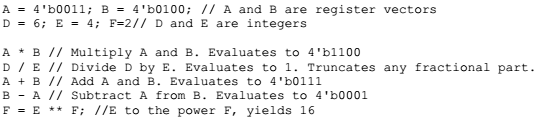 A = 4'b0011; B = 4'b0100; // A and B are register vectors
D = 6; E = 4; F=2// D and E are integers
A * B // Multiply A and B. Evaluates to 4'b1100
D / E // Divide D by E. Evaluates to 1. Truncates any fractional part.
A + B // Add A and B. Evaluates to 4'b0111
B - A // Subtract A from B. Evaluates to 4'b0001
F = E ** F; //E to the power F, yields 16